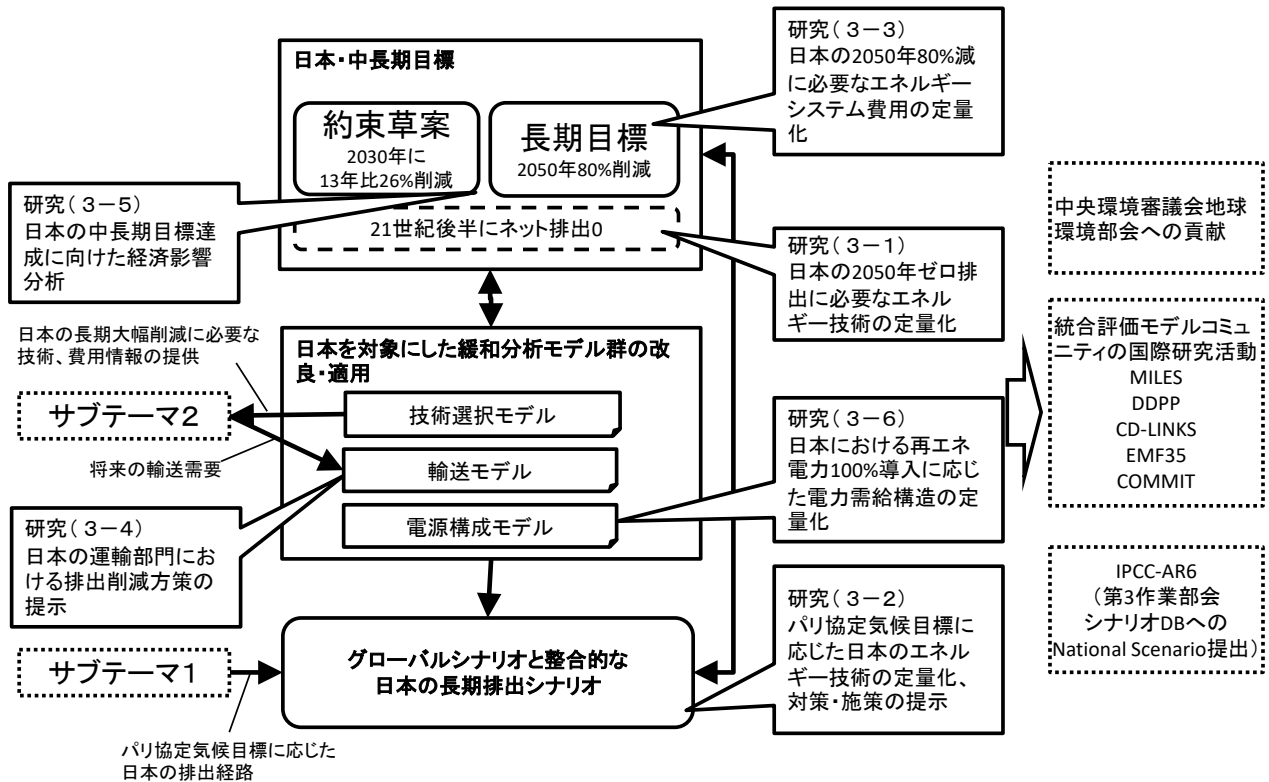 日本・中長期目標
約束草案
2030年に
13年比26%削減
長期目標
2050年80%削減
21世紀後半にネット排出0
研究(3－3)
日本の2050年80%減
に必要なエネルギー
システム費用の定量
化
研究(3－5)
日本の中長期目標達
成に向けた経済影響
分析
研究(3－1)
日本の2050年ゼロ排
出に必要なエネル
ギー技術の定量化
日本の長期大幅削減に必要な
技術、費用情報の提供
サブテーマ2
将来の輸送需要
日本を対象にした緩和分析モデル群の改
良・適用
技術選択モデル
輸送モデル
電源構成モデル
研究(3－6)
日本における再エネ
電力100%導入に応じ
た電力需給構造の定
量化
研究(3－4)
日本の運輸部門にお
ける排出削減方策の
提示
サブテーマ1
パリ協定気候目標に応じた
日本の排出経路
グローバルシナリオと整合的な
日本の長期排出シナリオ
研究(3－2)
パリ協定気候目標に
応じた日本のエネル
ギー技術の定量化、
対策・施策の提示
中央環境審議会地球
環境部会への貢献
統合評価モデルコミュ
ニティの国際研究活動
MILES
DDPP
CD-LINKS
EMF35
COMMIT
IPCC-AR6
(第3作業部会
シナリオDBへの
National Scenario提出)